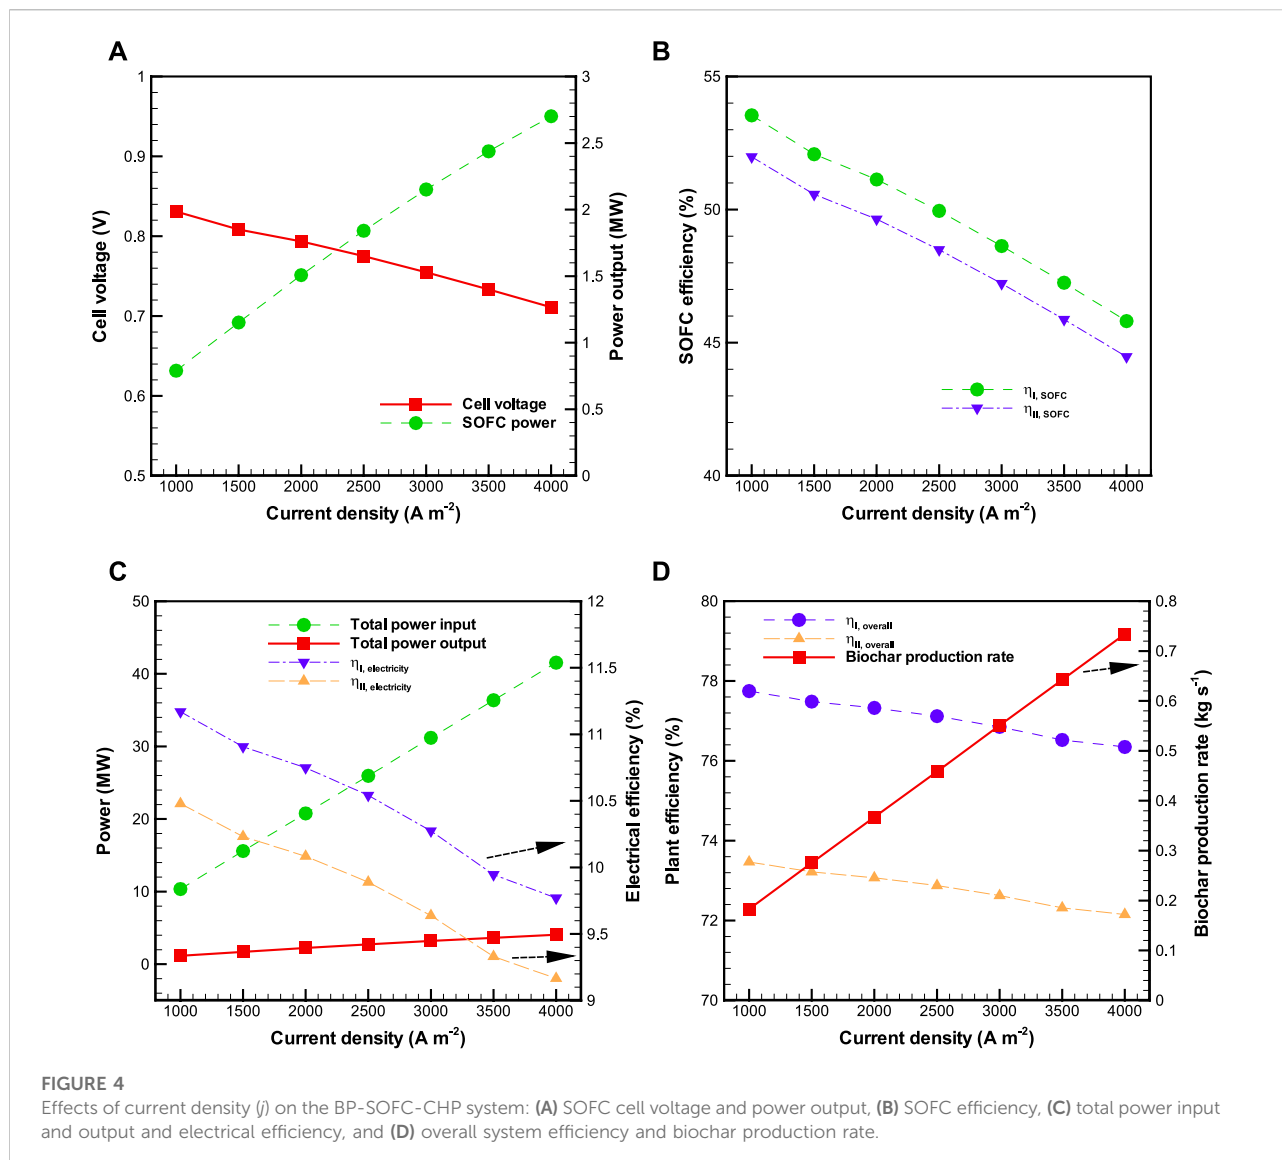 A
1
0.9
0.8
0.7
0.6
0.5
Cell voltage (V)
3
2.5
2
1.5
1
0.5
0
Power output (MW)
Cell voltage
SOFC power
1000 1500 2000 2500 3000 3500 4000
Current density (A m⁻²)
B
55
50
45
40
SOFC efficiency (%)
η I, SOFC
η II, SOFC
1000 1500 2000 2500 3000 3500 4000
Current density (A m⁻²)
C
50
40
30
20
10
0
Power (MW)
12
11.5
11
10.5
10
9.5
9
Electrical efficiency (%)
Total power input
Total power output
η I, electricity
η II, electricity
1000 1500 2000 2500 3000 3500 4000
Current density (A m⁻²)
D
80
78
76
74
72
70
Plant efficiency (%)
0.8
0.7
0.6
0.5
0.4
0.3
0.2
0.1
0
Biochar production rate (kg s⁻¹)
η I, overall
η II, overall
Biochar production rate
1000 1500 2000 2500 3000 3500 4000
Current density (A m⁻²)
FIGURE 4
Effects of current density (j) on the BP-SOFC-CHP system: (A) SOFC cell voltage and power output, (B) SOFC efficiency, (C) total power input
and output and electrical efficiency, and (D) overall system efficiency and biochar production rate.